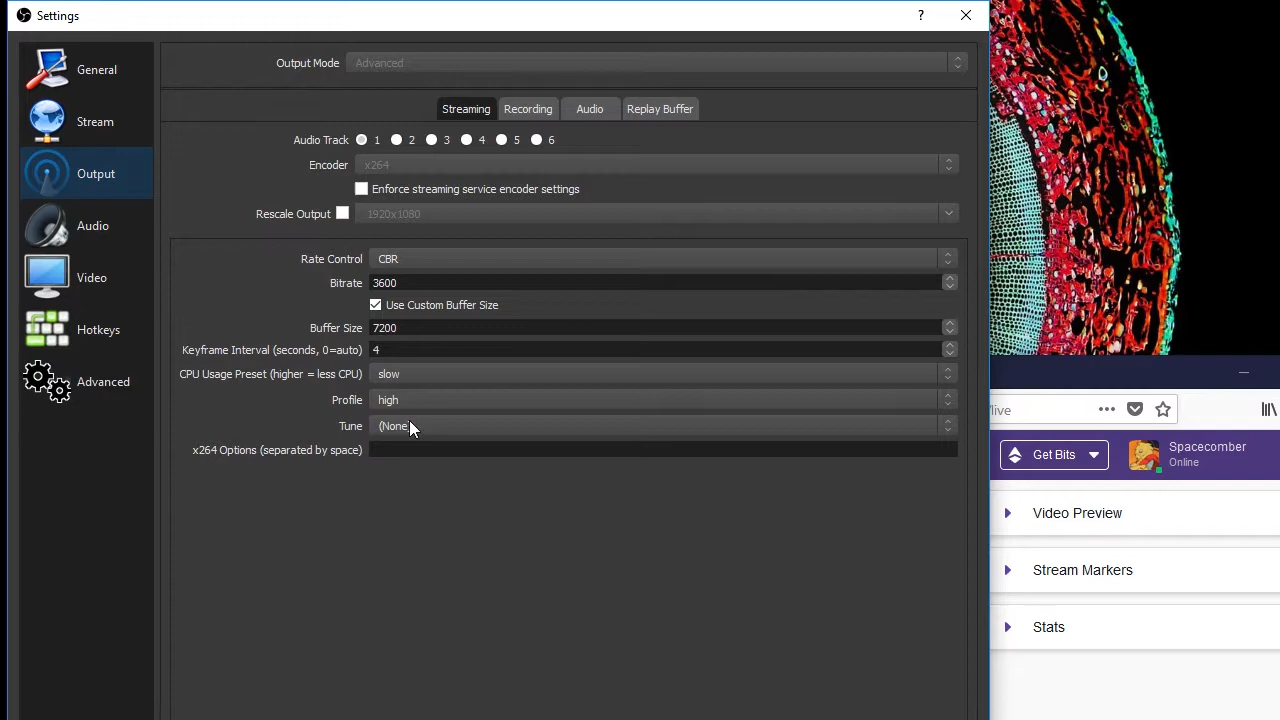 Settings
?
General
Stream
Output
Audio
Video
Hotkeys
Advanced
Output Mode Advanced
Streaming Recording Audio Replay Buffer
Audio Track 1 2 3 4 5 6
Encoder x264
Enforce streaming service encoder settings
Rescale Output 1920x1080
Rate Control CBR
Bitrate 3600
Use Custom Buffer Size
Buffer Size 7200
Keyframe Interval (seconds, 0=auto) 4
CPU Usage Preset (higher = less CPU) slow
Profile high
Tune (None)
x264 Options (separated by space)
/live
Get Bits
Spacecomber
Online
Video Preview
Stream Markers
Stats